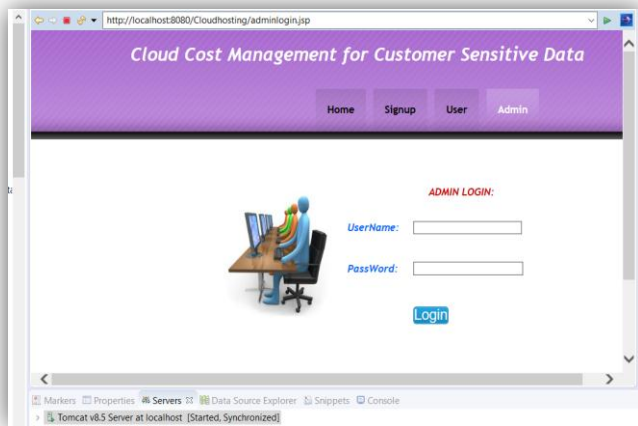 http://localhost:8080/Cloudhosting/adminlogin.jsp
Cloud Cost Management for Customer Sensitive Data
Home Signup User Admin
ADMIN LOGIN:
UserName:
PassWord:
Login
Markers Properties Servers Data Source Explorer Snippets Console
Tomcat v8.5 Server at localhost [Started, Synchronized]